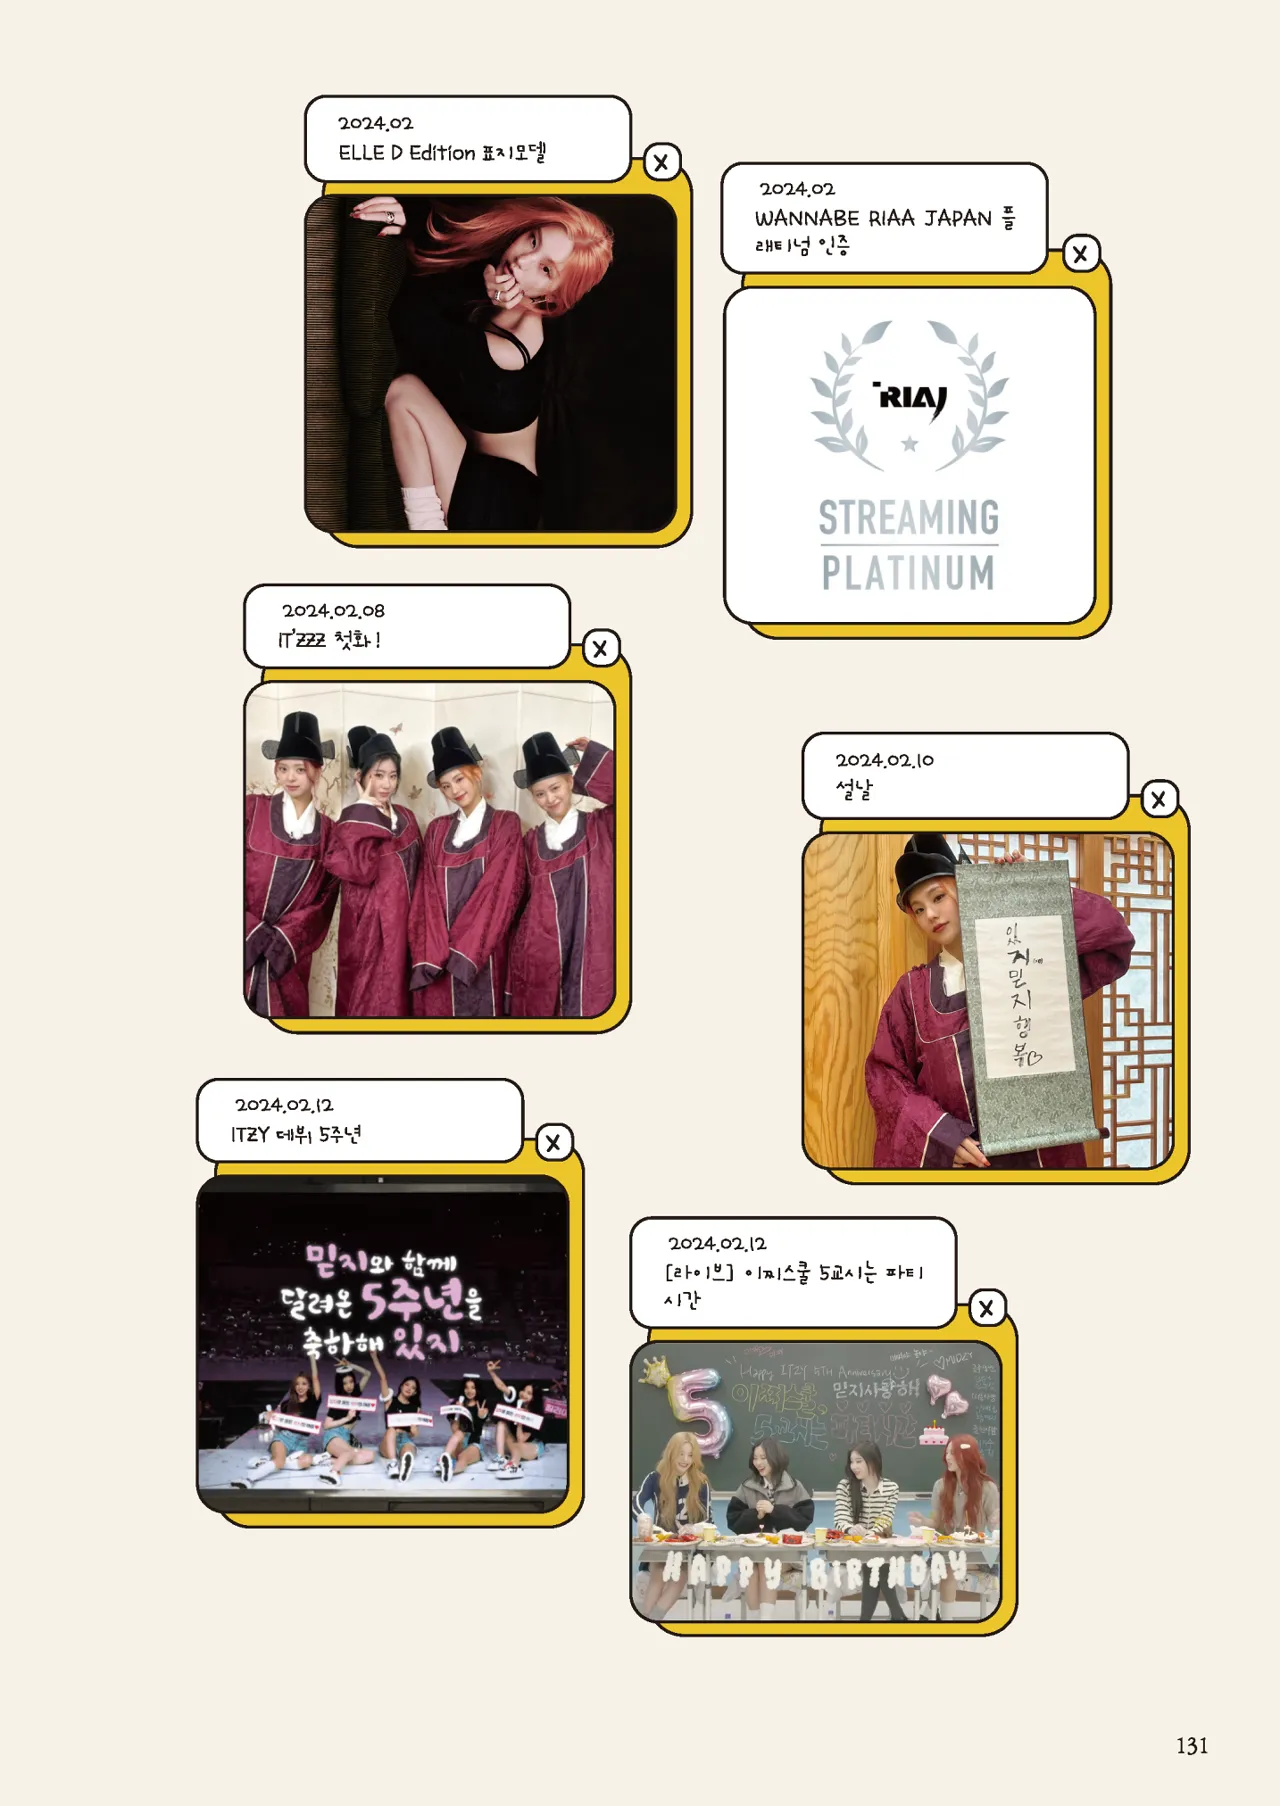 2024.02
ELLE D Edition 표지모델
X
2024.02
WANNABE RIAA JAPAN 플
래티넘 인증
X
RIAJ
STREAMING
PLATINUM
2024.02.08
IT'ZZZ 첫화!
X
2024.02.10
설날
X
있
지
믿
지
행
복♡
2024.02.12
ITZY 데뷔 5주년
X
믿지와 함께
달려온 5주년을
축하해 있지
2024.02.12
[라이브] 이찌스쿨 5교시는 파티
시간
X
Happy ITZY 5TH Anniversary
♡MIDZY
이찌스쿨, 믿지사랑해
5교시는 파티시간
5
HAPPY BIRTHDAY
131